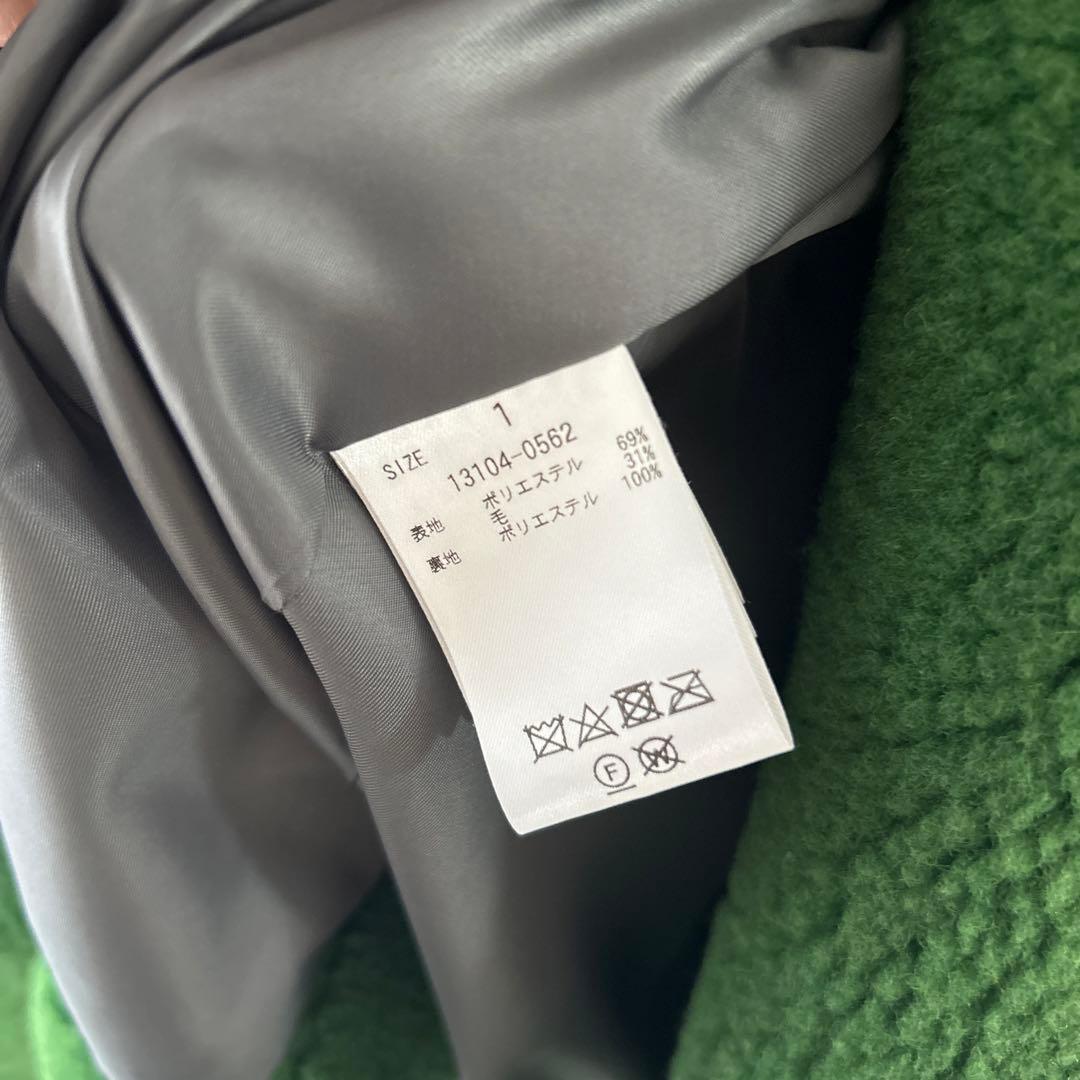 SIZE 1
13104-0562
表地 ポリエステル 69%
毛 31%
裏地 ポリエステル 100%
F W